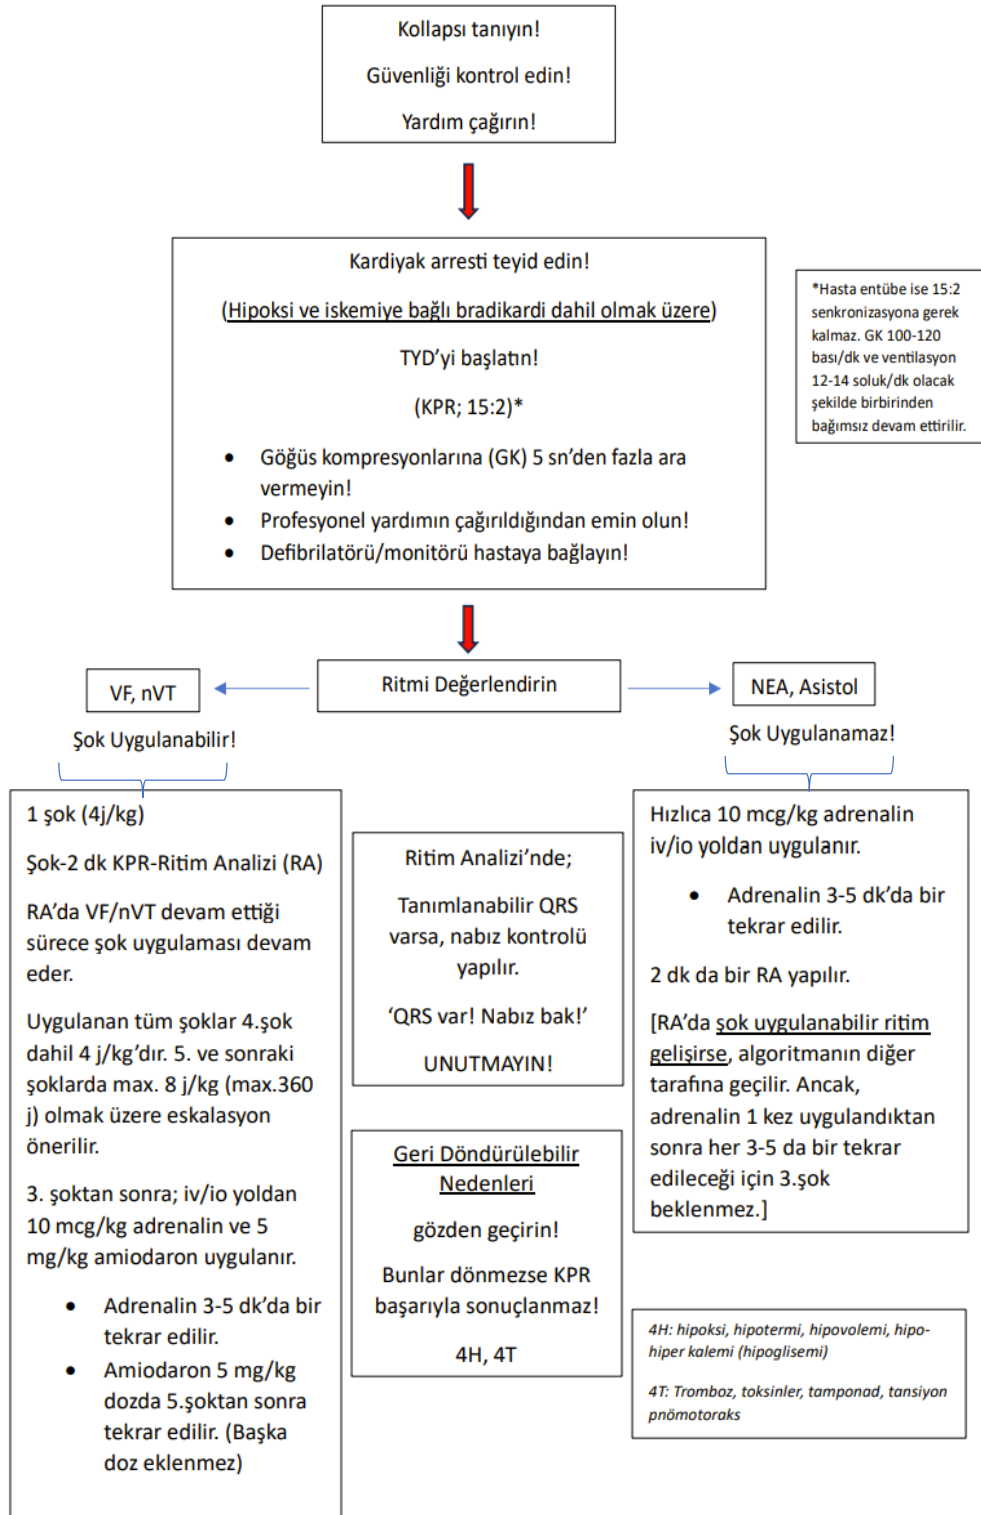 Kollapsı tanıyın!
Güvenliği kontrol edin!
Yardım çağırın!
Kardiyak arresti teyid edin!
(Hipoksi ve iskemiye bağlı bradikardi dahil olmak üzere)
TYD'yi başlatın!
(KPR; 15:2)*
• Göğüs kompresyonlarına (GK) 5 sn'den fazla ara
vermeyin!
• Profesyonel yardımın çağırıldığından emin olun!
• Defibrilatörü/monitörü hastaya bağlayın!
*Hasta entübe ise 15:2
senkronizasyona gerek
kalmaz. GK 100-120
bası/dk ve ventilasyon
12-14 soluk/dk olacak
şekilde birbirinden
bağımsız devam ettirilir.
Ritmi Değerlendirin
VF, nVT
Şok Uygulanabilir!
NEA, Asistol
Şok Uygulanamaz!
1 şok (4j/kg)
Şok-2 dk KPR-Ritim Analizi (RA)
RA'da VF/nVT devam ettiği
sürece şok uygulaması devam
eder.
Uygulanan tüm şoklar 4.şok
dahil 4 j/kg'dır. 5. ve sonraki
şoklarda max. 8 j/kg (max.360
j) olmak üzere eskalasyon
önerilir.
3. şoktan sonra; iv/io yoldan
10 mcg/kg adrenalin ve 5
mg/kg amiodaron uygulanır.
• Adrenalin 3-5 dk'da bir
tekrar edilir.
• Amiodaron 5 mg/kg
dozda 5.şoktan sonra
tekrar edilir. (Başka
doz eklenmez)
Ritim Analizi'nde;
Tanımlanabilir QRS
varsa, nabız kontrolü
yapılır.
'QRS var! Nabız bak!'
UNUTMAYIN!
Geri Döndürülebilir
Nedenleri
gözden geçirin!
Bunlar dönmezse KPR
başarıyla sonuçlanmaz!
4H, 4T
Hızlıca 10 mcg/kg adrenalin
iv/io yoldan uygulanır.
• Adrenalin 3-5 dk'da bir
tekrar edilir.
2 dk da bir RA yapılır.
[RA'da şok uygulanabilir ritim
gelişirse, algoritmanın diğer
tarafına geçilir. Ancak,
adrenalin 1 kez uygulandıktan
sonra her 3-5 da bir tekrar
edileceği için 3.şok
beklenmez.]
4H: hipoksi, hipotermi, hipovolemi, hipo-
hiper kalemi (hipoglisemi)
4T: Tromboz, toksinler, tamponad, tansiyon
pnömotoraks